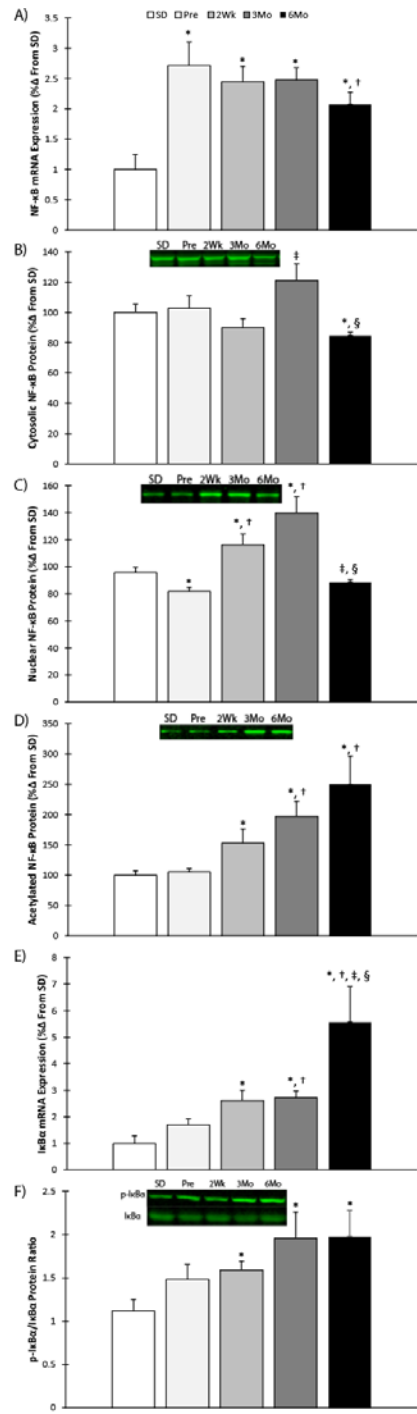 A)
SD Pre 2Wk 3Mo 6Mo
NF-κB mRNA Expression (%Δ From SD)
3.5
3
2.5
2
1.5
1
0.5
0
* * * *, †
B)
SD Pre 2Wk 3Mo 6Mo
Cytosolic NF-κB Protein (%Δ From SD)
140
120
100
80
60
40
20
0
‡ *, §
C)
SD Pre 2Wk 3Mo 6Mo
Nuclear NF-κB Protein (%Δ From SD)
160
140
120
100
80
60
40
20
0
* *, † *, † ‡, §
D)
SD Pre 2Wk 3Mo 6Mo
Acetylated NF-κB Protein (%Δ From SD)
350
300
250
200
150
100
50
0
* *, † *, †
E)
IκBα mRNA Expression (%Δ From SD)
8
7
6
5
4
3
2
1
0
* *, † *, †, ‡, §
F)
SD Pre 2Wk 3Mo 6Mo
p-IκBα
IκBα
p-IκBα/IκBα Protein Ratio
2.5
2
1.5
1
0.5
0
* * *